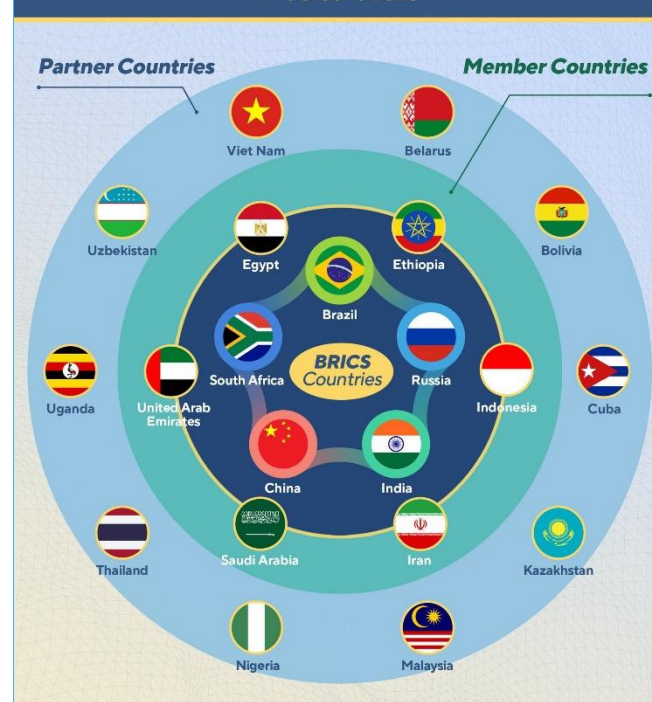 Partner Countries
Member Countries
Viet Nam
Belarus
Uzbekistan
Egypt
Ethiopia
Bolivia
Brazil
South Africa
BRICS
Countries
Russia
Uganda
United Arab
Emirates
Indonesia
Cuba
China
India
Thailand
Saudi Arabia
Iran
Kazakhstan
Nigeria
Malaysia